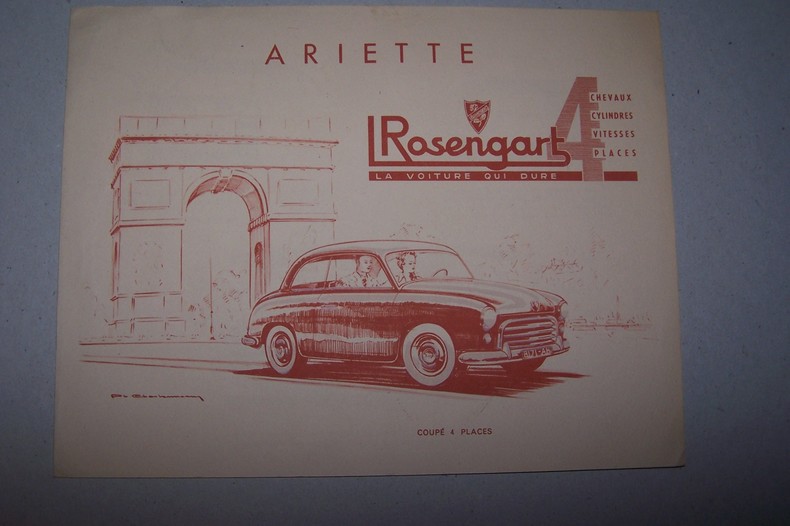 ARIETTE
LRosengart
4
CHEVAUX
CYLINDRES
VITESSES
PLACES
LA VOITURE QUI DURE
COUPÉ 4 PLACES